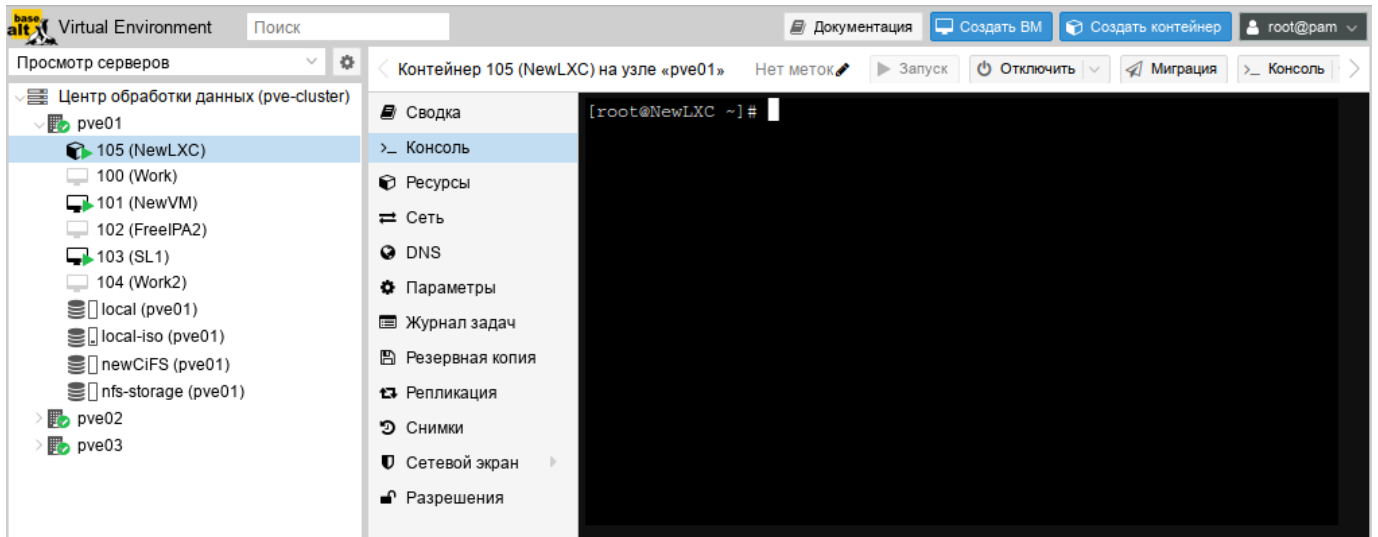 base alt Virtual Environment Поиск Документация Создать ВМ Создать контейнер root@pam
Просмотр серверов
Контейнер 105 (NewLXC) на узле «pve01» Нет меток Запуск Отключить Миграция >_ Консоль
Центр обработки данных (pve-cluster)
pve01
105 (NewLXC)
100 (Work)
101 (NewVM)
102 (FreeIPA2)
103 (SL1)
104 (Work2)
local (pve01)
local-iso (pve01)
newCiFS (pve01)
nfs-storage (pve01)
pve02
pve03
Сводка
>_ Консоль
Ресурсы
Сеть
DNS
Параметры
Журнал задач
Резервная копия
Репликация
Снимки
Сетевой экран
Разрешения
[root@NewLXC ~]#